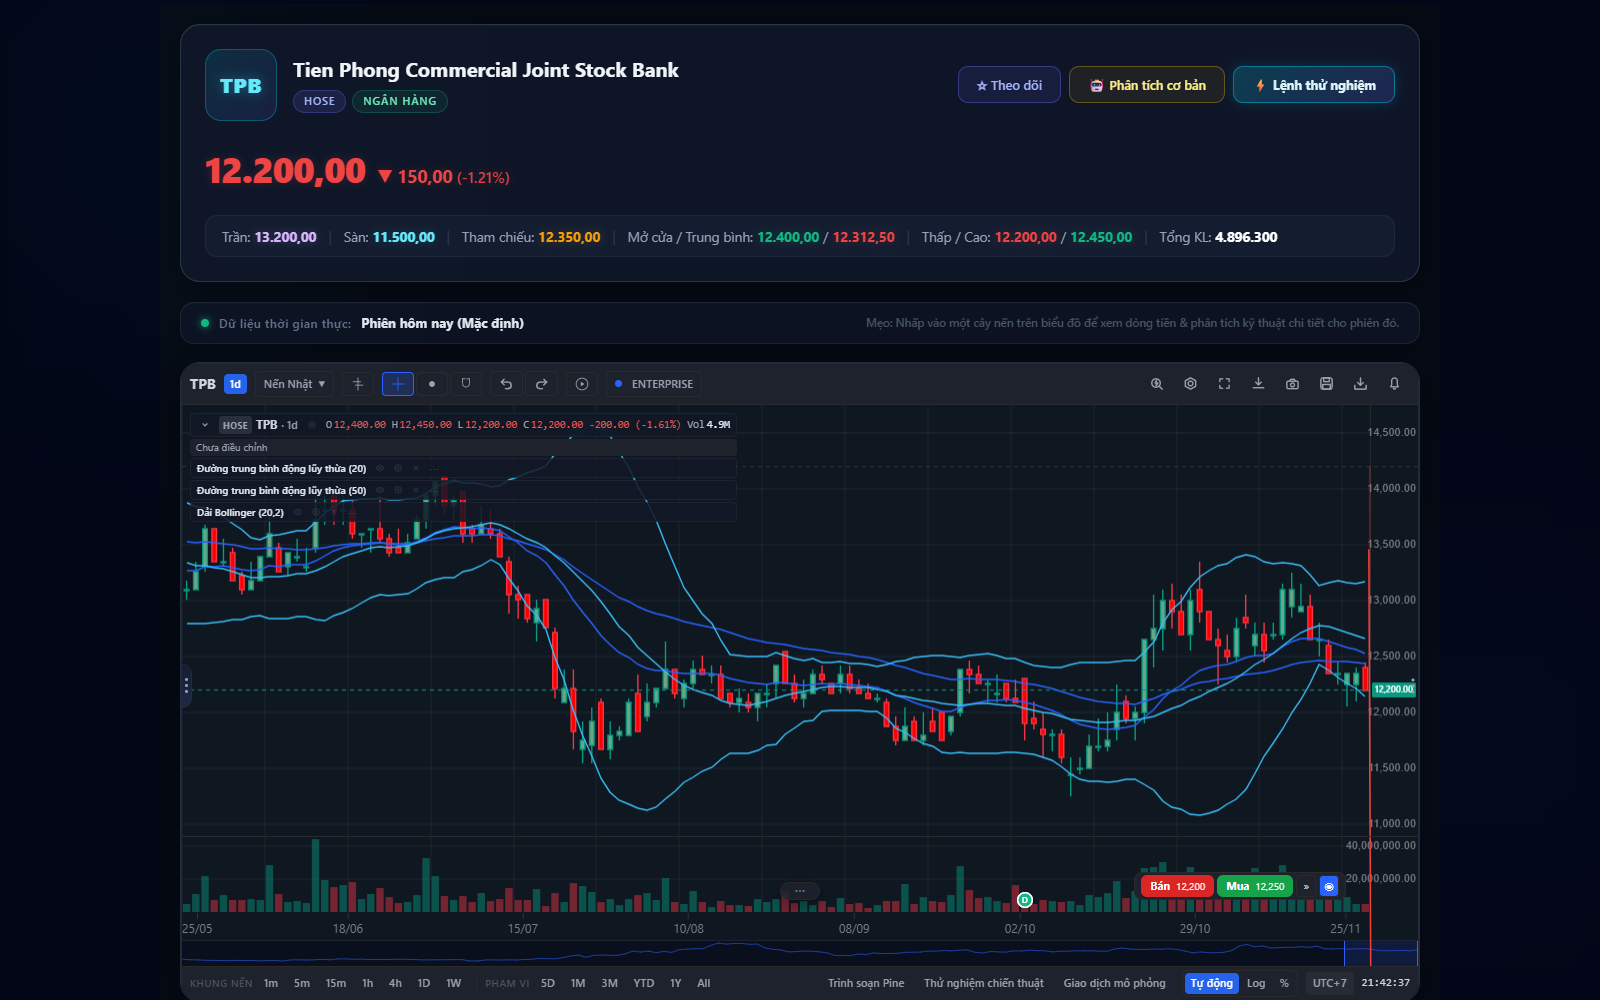 TPB
Tien Phong Commercial Joint Stock Bank
HOSE NGÂN HÀNG
☆ Theo dõi
Phân tích cơ bản
Lệnh thử nghiệm
12.200,00 ▼ 150,00 (-1.21%)
Trần: 13.200,00 | Sàn: 11.500,00 | Tham chiếu: 12.350,00 | Mở cửa / Trung bình: 12.400,00 / 12.312,50 | Thấp / Cao: 12.200,00 / 12.450,00 | Tổng KL: 4.896.300
Dữ liệu thời gian thực: Phiên hôm nay (Mặc định)
Mẹo: Nhấp vào một cây nến trên biểu đồ để xem dòng tiền & phân tích kỹ thuật chi tiết cho phiên đó.
TPB 1d Nến Nhật ▼ ENTERPRISE
HOSE TPB · 1d O12,400.00 H12,450.00 L12,200.00 C12,200.00 -200.00 (-1.61%) Vol4.9M
Chưa điều chỉnh
Đường trung bình động lũy thừa (20)
Đường trung bình động lũy thừa (50)
Dải Bollinger (20,2)
14,500.00
14,000.00
13,500.00
13,000.00
12,500.00
12,200.00
12,000.00
11,500.00
11,000.00
40,000,000.00
20,000,000.00
Bán 12,200 Mua 12,250 »
D
25/05 18/06 15/07 10/08 08/09 02/10 29/10 25/11
KHUNG NẾN 1m 5m 15m 1h 4h 1D 1W PHẠM VI 5D 1M 3M YTD 1Y All
Trình soạn Pine Thử nghiệm chiến thuật Giao dịch mô phỏng Tự động Log % UTC+7 21:42:37